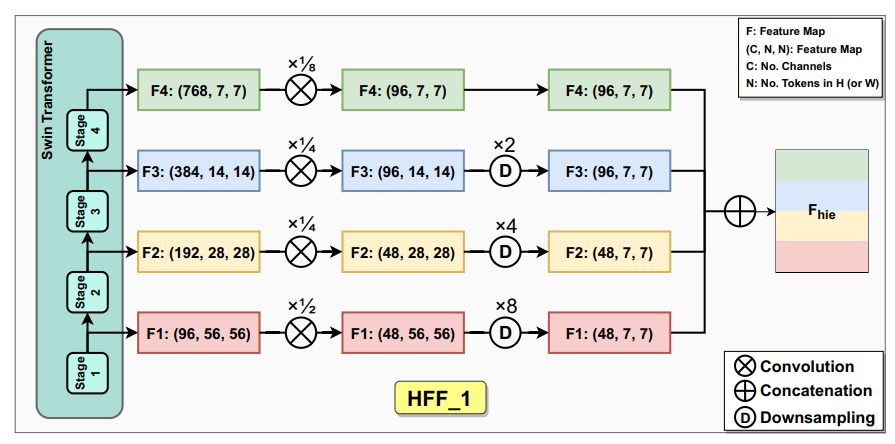 Swin Transformer
Stage 4
Stage 3
Stage 2
Stage 1
F4: (768, 7, 7)
×⅛
F4: (96, 7, 7)
F4: (96, 7, 7)
F3: (384, 14, 14)
×¼
F3: (96, 14, 14)
×2
D
F3: (96, 7, 7)
F2: (192, 28, 28)
×¼
F2: (48, 28, 28)
×4
D
F2: (48, 7, 7)
F1: (96, 56, 56)
×½
F1: (48, 56, 56)
×8
D
F1: (48, 7, 7)
Fhie
F: Feature Map
(C, N, N): Feature Map
C: No. Channels
N: No. Tokens in H (or W)
HFF_1
Convolution
Concatenation
D Downsampling